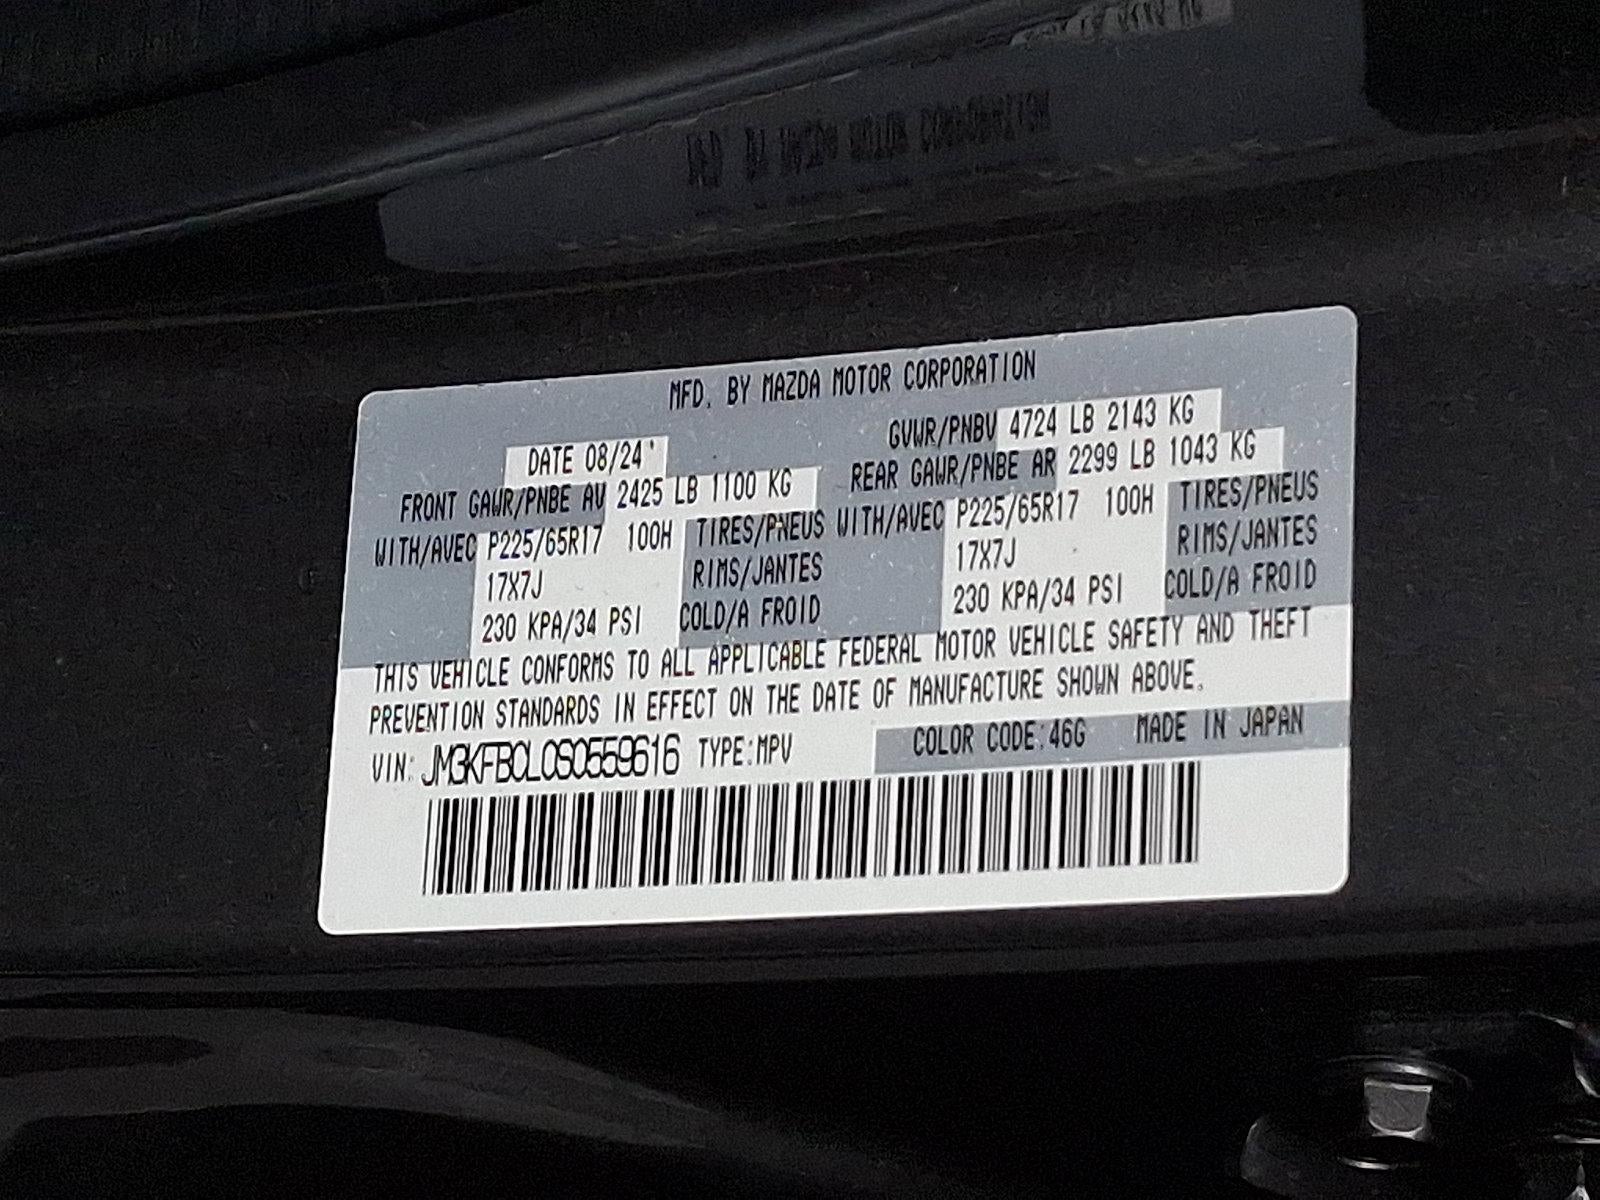 MFD. BY MAZDA MOTOR CORPORATION
DATE 08/24' GVWR/PNBV 4724 LB 2143 KG
FRONT GAWR/PNBE AV 2425 LB 1100 KG REAR GAWR/PNBE AR 2299 LB 1043 KG
WITH/AVEC P225/65R17 100H TIRES/PNEUS WITH/AVEC P225/65R17 100H TIRES/PNEUS
17X7J RIMS/JANTES 17X7J RIMS/JANTES
230 KPA/34 PSI COLD/A FROID 230 KPA/34 PSI COLD/A FROID
THIS VEHICLE CONFORMS TO ALL APPLICABLE FEDERAL MOTOR VEHICLE SAFETY AND THEFT
PREVENTION STANDARDS IN EFFECT ON THE DATE OF MANUFACTURE SHOWN ABOVE.
VIN: JM3KFBCL0S0559616 TYPE:MPV COLOR CODE:46G MADE IN JAPAN